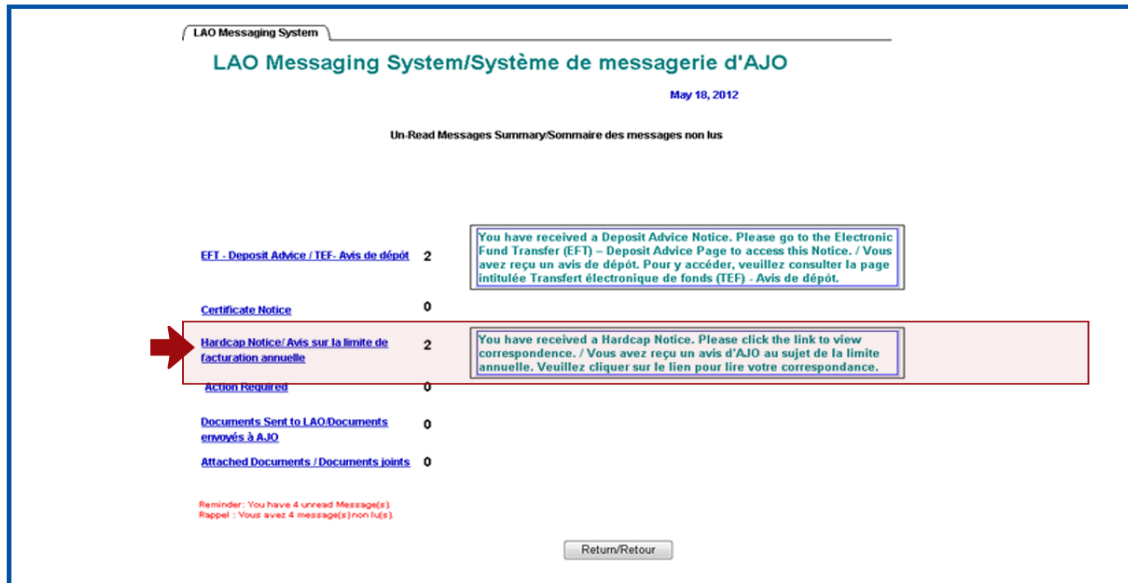 LAO Messaging System
LAO Messaging System/Système de messagerie d'AJO
May 18, 2012
Un-Read Messages Summary/Sommaire des messages non lus
EFT - Deposit Advice / TEF- Avis de dépôt 2
You have received a Deposit Advice Notice. Please go to the Electronic
Fund Transfer (EFT) – Deposit Advice Page to access this Notice. / Vous
avez reçu un avis de dépôt. Pour y accéder, veuillez consulter la page
intitulée Transfert électronique de fonds (TEF) - Avis de dépôt.
Certificate Notice 0
Hardcap Notice/ Avis sur la limite de
facturation annuelle 2
You have received a Hardcap Notice. Please click the link to view
correspondence. / Vous avez reçu un avis d'AJO au sujet de la limite
annuelle. Veuillez cliquer sur le lien pour lire votre correspondance.
Action Required 0
Documents Sent to LAO/Documents
envoyés à AJO 0
Attached Documents / Documents joints 0
Reminder: You have 4 unread Message(s).
Rappel : Vous avez 4 message(s) non lu(s).
Return/Retour